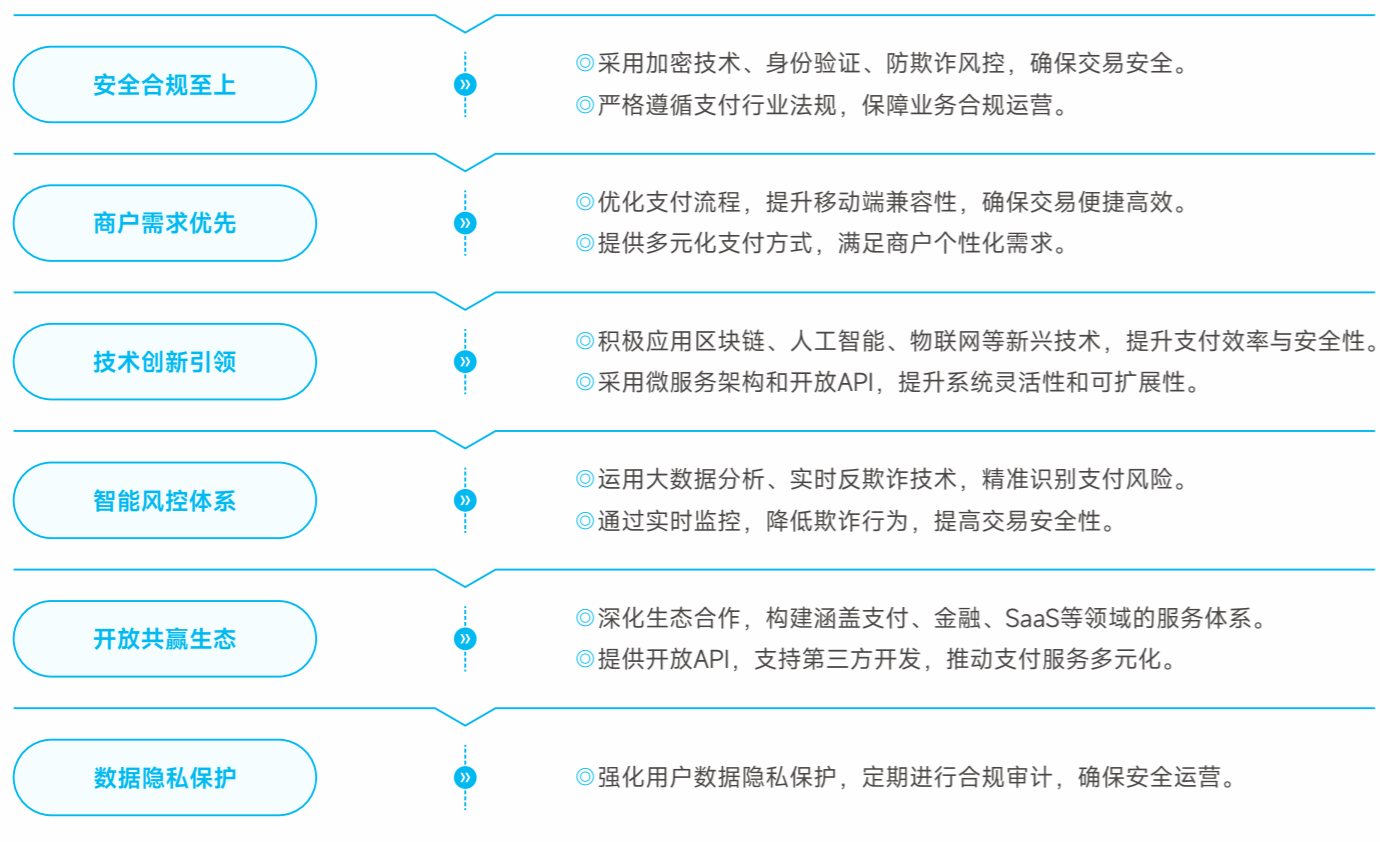 安全合规至上
◎采用加密技术、身份验证、防欺诈风控，确保交易安全。
◎严格遵循支付行业法规，保障业务合规运营。
商户需求优先
◎优化支付流程，提升移动端兼容性，确保交易便捷高效。
◎提供多元化支付方式，满足商户个性化需求。
技术创新引领
◎积极应用区块链、人工智能、物联网等新兴技术，提升支付效率与安全性。
◎采用微服务架构和开放API，提升系统灵活性和可扩展性。
智能风控体系
◎运用大数据分析、实时反欺诈技术，精准识别支付风险。
◎通过实时监控，降低欺诈行为，提高交易安全性。
开放共赢生态
◎深化生态合作，构建涵盖支付、金融、SaaS等领域的服务体系。
◎提供开放API，支持第三方开发，推动支付服务多元化。
数据隐私保护
◎强化用户数据隐私保护，定期进行合规审计，确保安全运营。